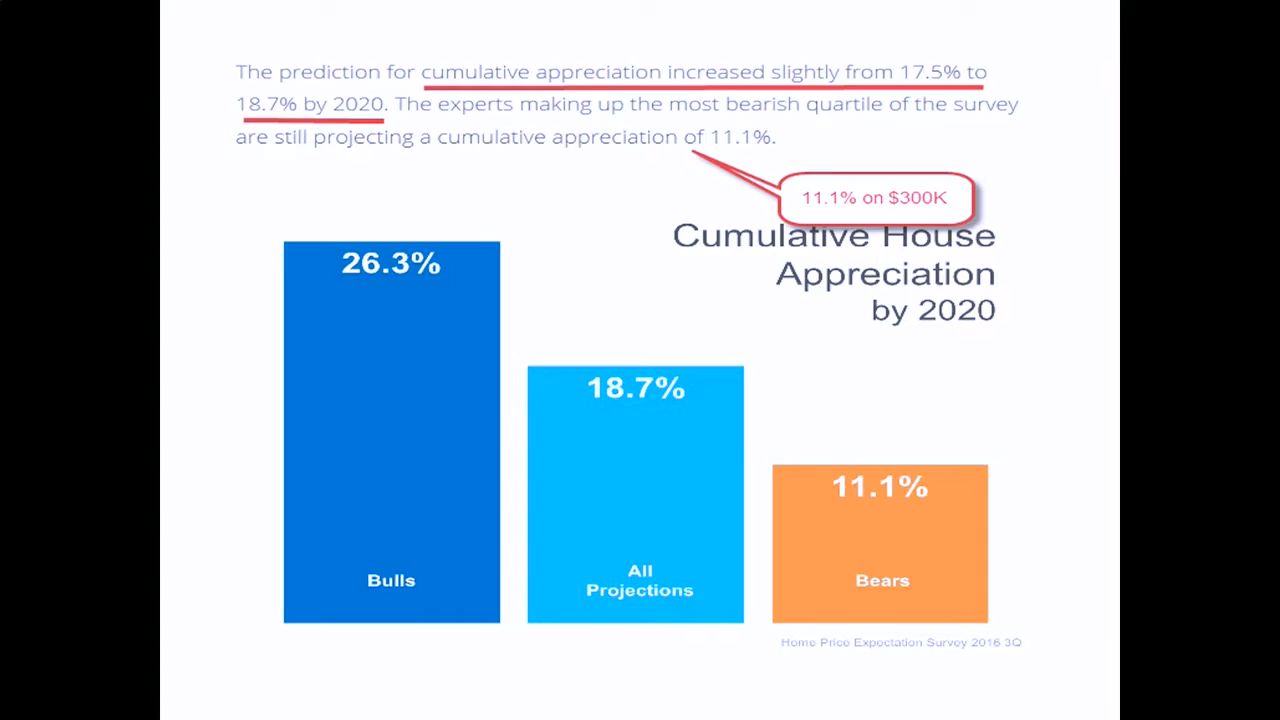 The prediction for cumulative appreciation increased slightly from 17.5% to
18.7% by 2020. The experts making up the most bearish quartile of the survey
are still projecting a cumulative appreciation of 11.1%.
11.1% on $300K
Cumulative House
Appreciation
by 2020
26.3%
18.7%
11.1%
Bulls
All
Projections
Bears
Home Price Expectation Survey 2016 3Q